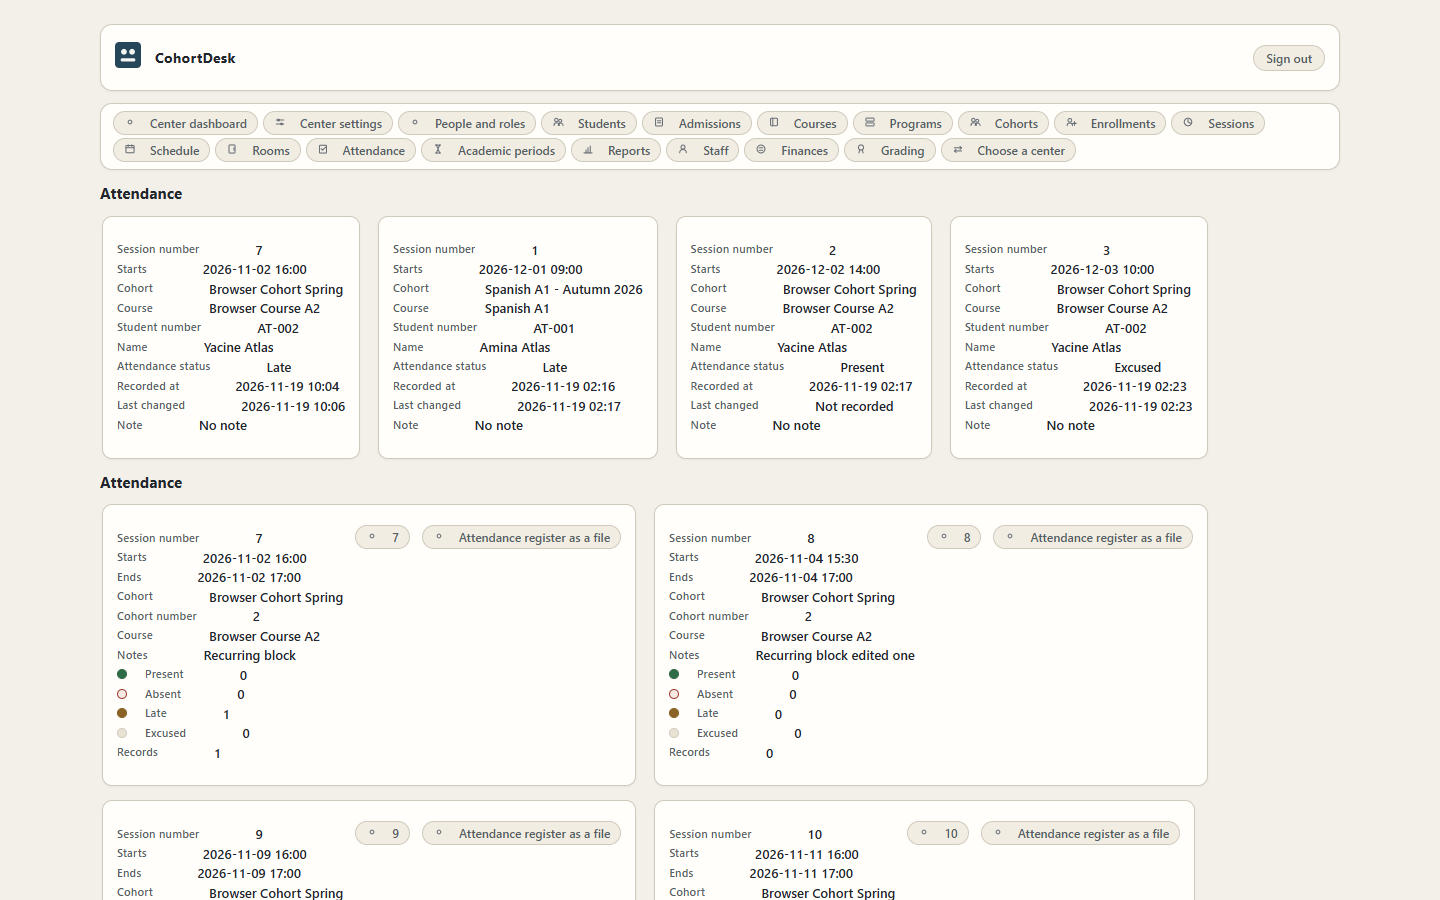 CohortDesk
Sign out
Center dashboard
Center settings
People and roles
Students
Admissions
Courses
Programs
Cohorts
Enrollments
Sessions
Schedule
Rooms
Attendance
Academic periods
Reports
Staff
Finances
Grading
Choose a center
Attendance
Session number 7
Starts 2026-11-02 16:00
Cohort Browser Cohort Spring
Course Browser Course A2
Student number AT-002
Name Yacine Atlas
Attendance status Late
Recorded at 2026-11-19 10:04
Last changed 2026-11-19 10:06
Note No note
Session number 1
Starts 2026-12-01 09:00
Cohort Spanish A1 - Autumn 2026
Course Spanish A1
Student number AT-001
Name Amina Atlas
Attendance status Late
Recorded at 2026-11-19 02:16
Last changed 2026-11-19 02:17
Note No note
Session number 2
Starts 2026-12-02 14:00
Cohort Browser Cohort Spring
Course Browser Course A2
Student number AT-002
Name Yacine Atlas
Attendance status Present
Recorded at 2026-11-19 02:17
Last changed Not recorded
Note No note
Session number 3
Starts 2026-12-03 10:00
Cohort Browser Cohort Spring
Course Browser Course A2
Student number AT-002
Name Yacine Atlas
Attendance status Excused
Recorded at 2026-11-19 02:23
Last changed 2026-11-19 02:23
Note No note
Attendance
Session number 7
7
Attendance register as a file
Starts 2026-11-02 16:00
Ends 2026-11-02 17:00
Cohort Browser Cohort Spring
Cohort number 2
Course Browser Course A2
Notes Recurring block
Present 0
Absent 0
Late 1
Excused 0
Records 1
Session number 8
8
Attendance register as a file
Starts 2026-11-04 15:30
Ends 2026-11-04 17:00
Cohort Browser Cohort Spring
Cohort number 2
Course Browser Course A2
Notes Recurring block edited one
Present 0
Absent 0
Late 0
Excused 0
Records 0
Session number 9
9
Attendance register as a file
Starts 2026-11-09 16:00
Ends 2026-11-09 17:00
Cohort Browser Cohort Spring
Session number 10
10
Attendance register as a file
Starts 2026-11-11 16:00
Ends 2026-11-11 17:00
Cohort Browser Cohort Spring